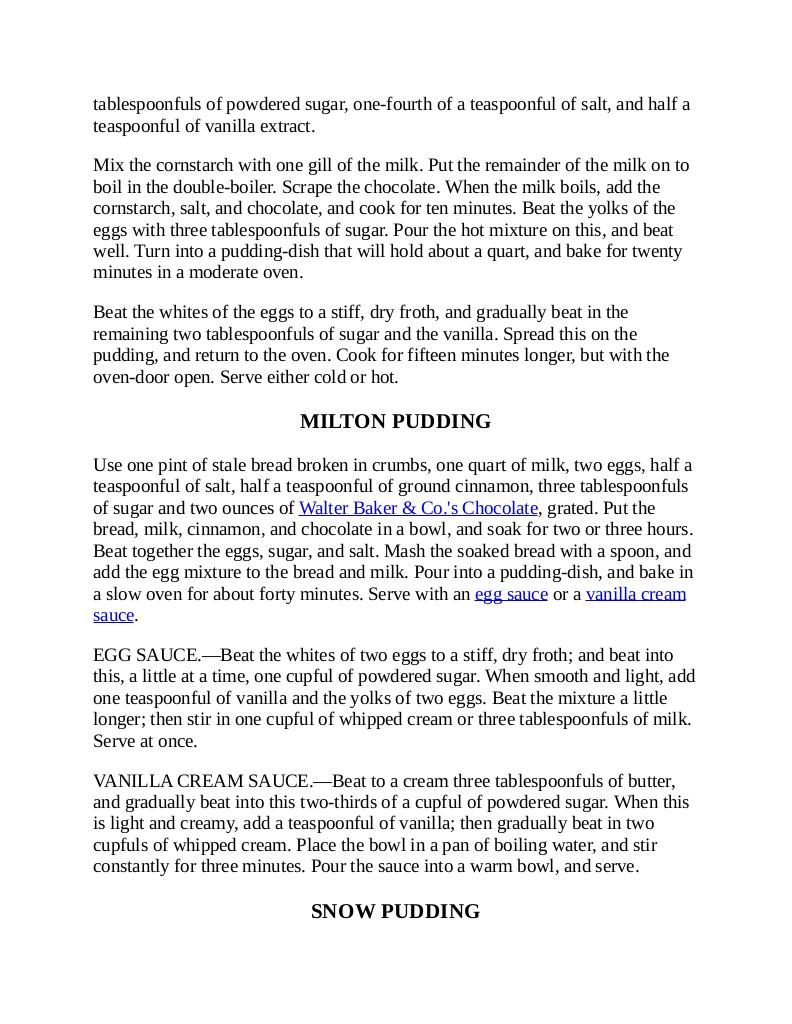 tablespoonfuls of powdered sugar, one-fourth of a teaspoonful of salt, and half a
teaspoonful of vanilla extract.
Mix the cornstarch with one gill of the milk. Put the remainder of the milk on to
boil in the double-boiler. Scrape the chocolate. When the milk boils, add the
cornstarch, salt, and chocolate, and cook for ten minutes. Beat the yolks of the
eggs with three tablespoonfuls of sugar. Pour the hot mixture on this, and beat
well. Turn into a pudding-dish that will hold about a quart, and bake for twenty
minutes in a moderate oven.
Beat the whites of the eggs to a stiff, dry froth, and gradually beat in the
remaining two tablespoonfuls of sugar and the vanilla. Spread this on the
pudding, and return to the oven. Cook for fifteen minutes longer, but with the
oven-door open. Serve either cold or hot.
MILTON PUDDING
Use one pint of stale bread broken in crumbs, one quart of milk, two eggs, half a
teaspoonful of salt, half a teaspoonful of ground cinnamon, three tablespoonfuls
of sugar and two ounces of Walter Baker & Co.'s Chocolate, grated. Put the
bread, milk, cinnamon, and chocolate in a bowl, and soak for two or three hours.
Beat together the eggs, sugar, and salt. Mash the soaked bread with a spoon, and
add the egg mixture to the bread and milk. Pour into a pudding-dish, and bake in
a slow oven for about forty minutes. Serve with an egg sauce or a vanilla cream
sauce.
EGG SAUCE.—Beat the whites of two eggs to a stiff, dry froth; and beat into
this, a little at a time, one cupful of powdered sugar. When smooth and light, add
one teaspoonful of vanilla and the yolks of two eggs. Beat the mixture a little
longer; then stir in one cupful of whipped cream or three tablespoonfuls of milk.
Serve at once.
VANILLA CREAM SAUCE.—Beat to a cream three tablespoonfuls of butter,
and gradually beat into this two-thirds of a cupful of powdered sugar. When this
is light and creamy, add a teaspoonful of vanilla; then gradually beat in two
cupfuls of whipped cream. Place the bowl in a pan of boiling water, and stir
constantly for three minutes. Pour the sauce into a warm bowl, and serve.
SNOW PUDDING